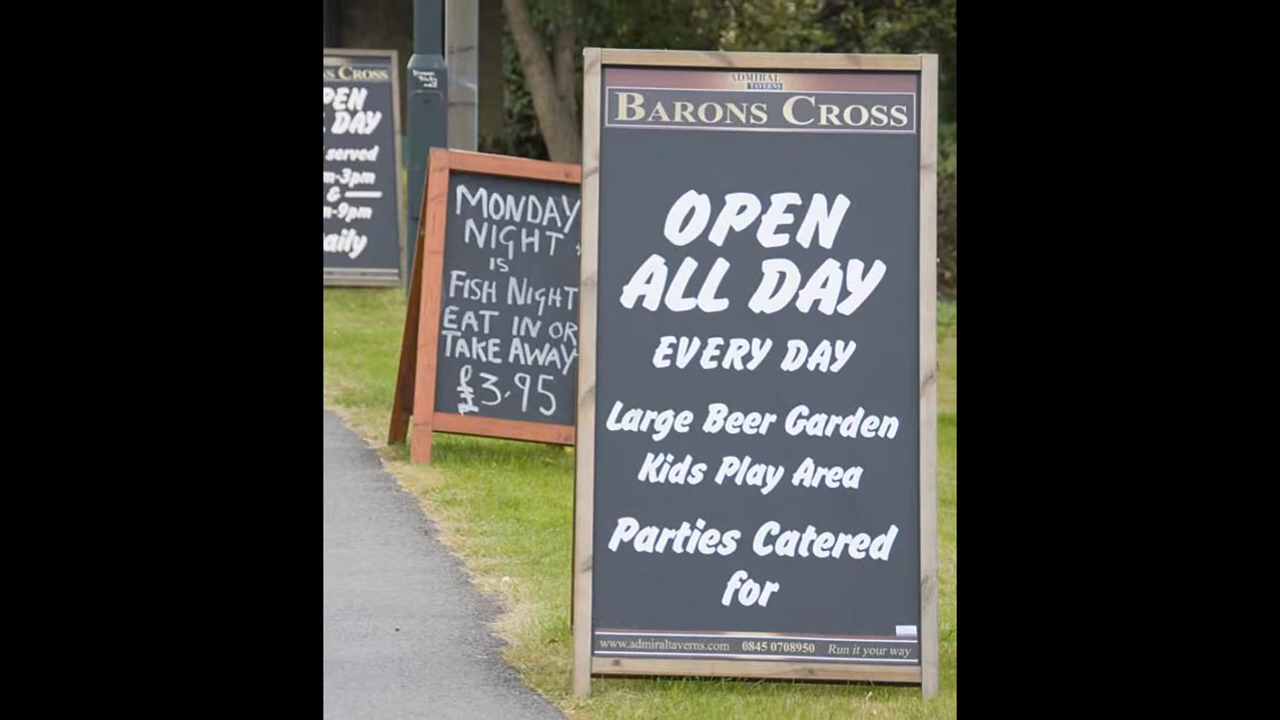 S CROSS
PEN
DAY
served
m-3pm
&
m-9pm
aily
MONDAY
NIGHT
IS
FISH NIGHT
EAT IN OR
TAKE AWAY
£3.95
ADMIRAL
TAVERNS
BARONS CROSS
OPEN
ALL DAY
EVERY DAY
Large Beer Garden
Kids Play Area
Parties Catered
for
www.admiraltaverns.com 0845 0708950 Run it your way